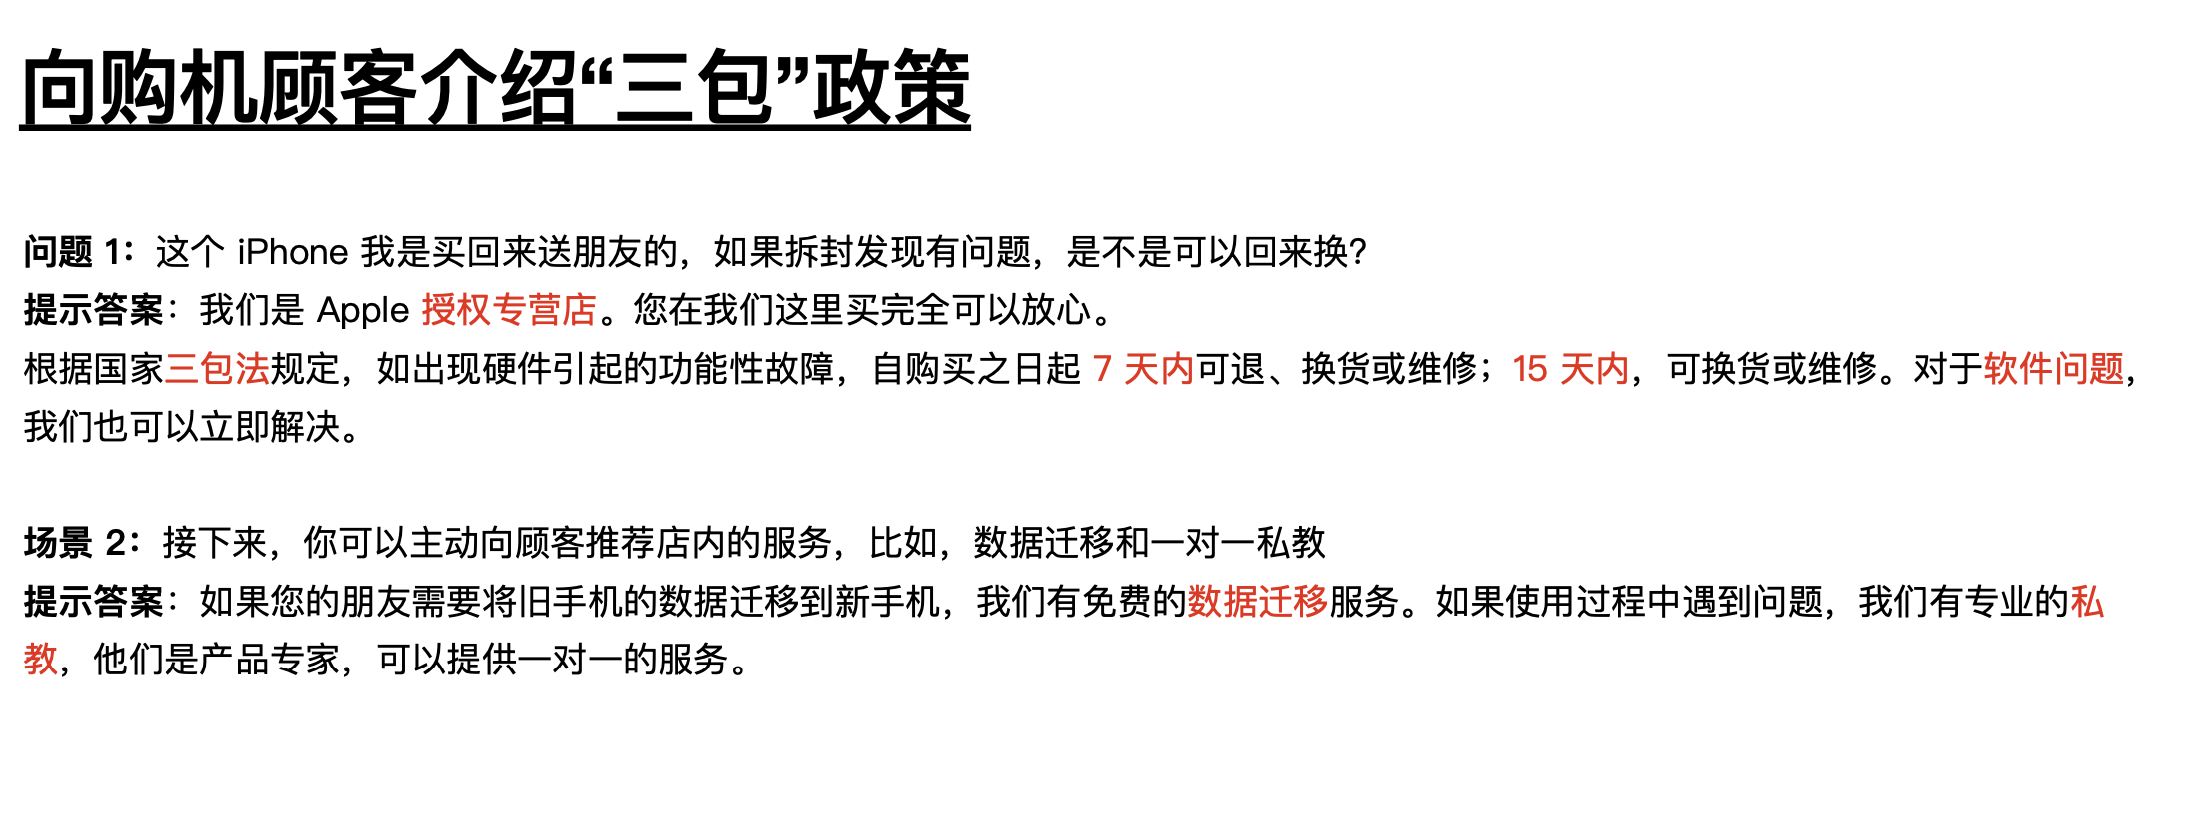 向购机顾客介绍“三包”政策
问题 1：这个 iPhone 我是买回来送朋友的，如果拆封发现有问题，是不是可以回来换？
提示答案：我们是 Apple 授权专营店。您在我们这里买完全可以放心。
根据国家三包法规定，如出现硬件引起的功能性故障，自购买之日起 7 天内可退、换货或维修；15 天内，可换货或维修。对于软件问题，
我们也可以立即解决。
场景 2：接下来，你可以主动向顾客推荐店内的服务，比如，数据迁移和一对一私教
提示答案：如果您的朋友需要将旧手机的数据迁移到新手机，我们有免费的数据迁移服务。如果使用过程中遇到问题，我们有专业的私
教，他们是产品专家，可以提供一对一的服务。